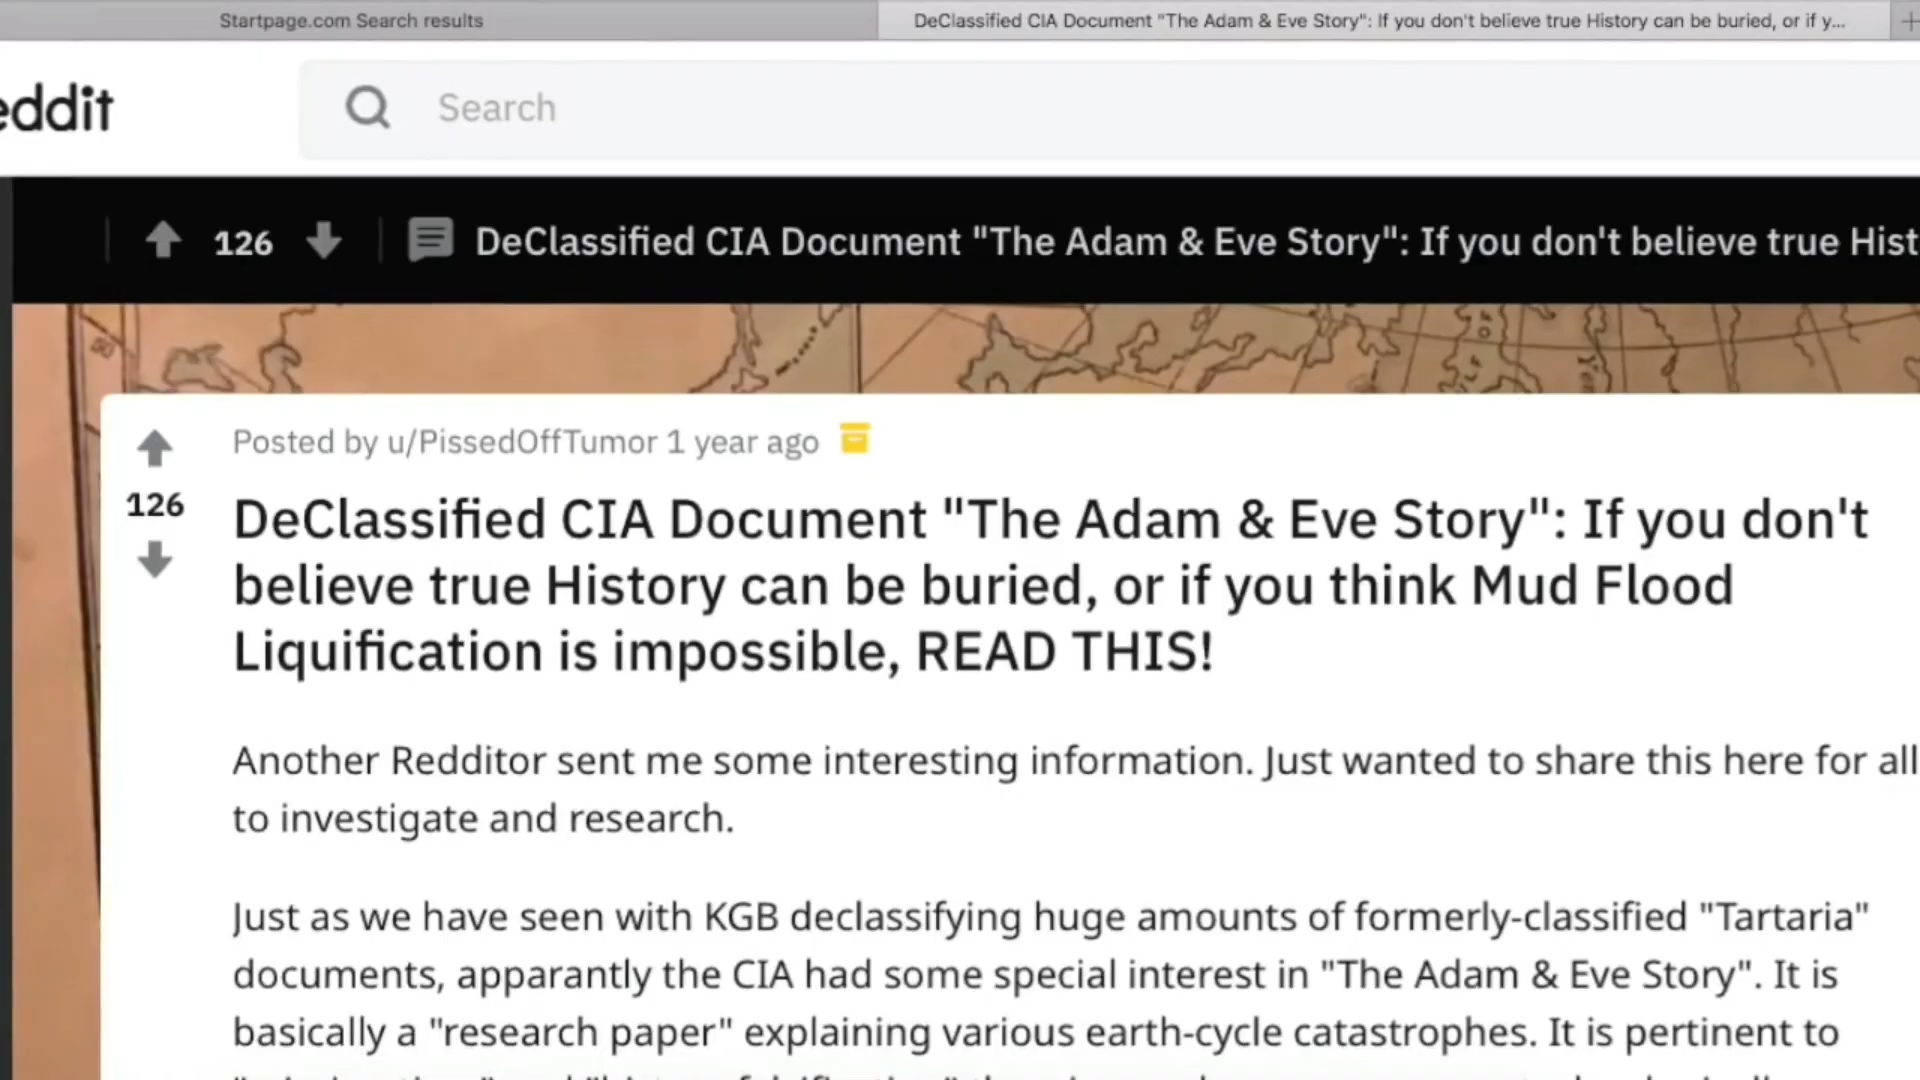 Startpage.com Search results
DeClassified CIA Document "The Adam & Eve Story": If you don't believe true History can be buried, or if y...
eddit
Search
126
DeClassified CIA Document "The Adam & Eve Story": If you don't believe true Hist
Posted by u/PissedOffTumor 1 year ago
126
DeClassified CIA Document "The Adam & Eve Story": If you don't
believe true History can be buried, or if you think Mud Flood
Liquification is impossible, READ THIS!
Another Redditor sent me some interesting information. Just wanted to share this here for all
to investigate and research.
Just as we have seen with KGB declassifying huge amounts of formerly-classified "Tartaria"
documents, apparantly the CIA had some special interest in "The Adam & Eve Story". It is
basically a "research paper" explaining various earth-cycle catastrophes. It is pertinent to